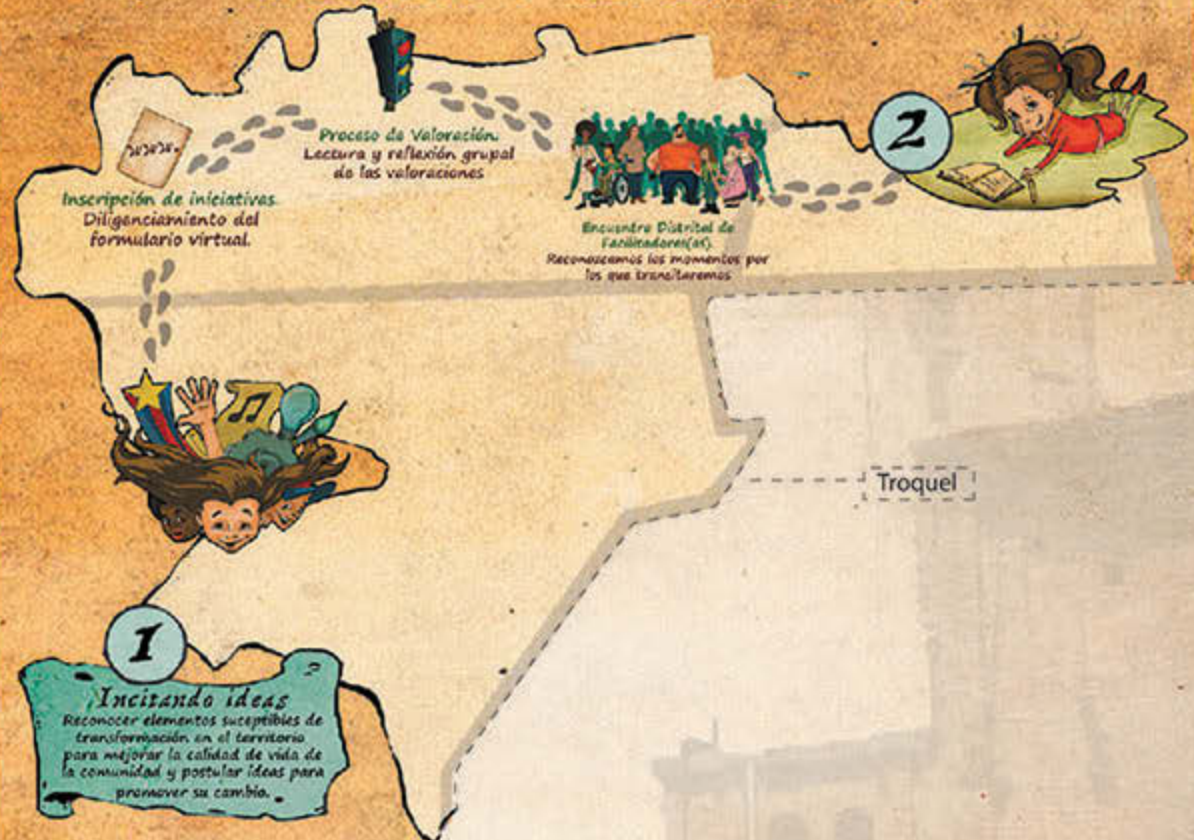 1
Incitando ideas
Reconocer elementos suceptibles de
transformación en el territorio
para mejorar la calidad de vida de
la comunidad y postular ideas para
promover su cambio.
Inscripción de iniciativas.
Diligenciamiento del
formulario virtual.
Proceso de Valoración.
Lectura y reflexión grupal
de las valoraciones
Encuentro Distrital de
Facilitadores(as).
Reconozcamos los momentos por
los que transitaremos
2
Troquel